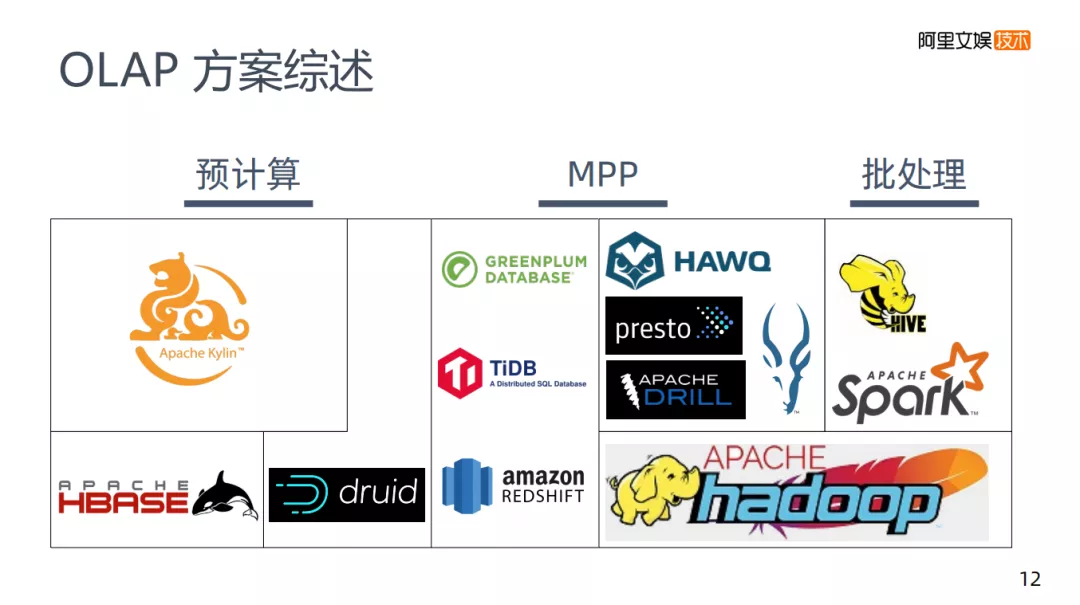 阿里文娱技术
OLAP 方案综述
预计算
MPP
批处理
Apache Kylin™
GREENPLUM
DATABASE
HAWQ
presto
APACHE
DRILL
™
HIVE
TiDB
A Distributed SQL Database
APACHE
Spark™
APACHE
HBASE
druid
amazon
REDSHIFT
APACHE
hadoop
12